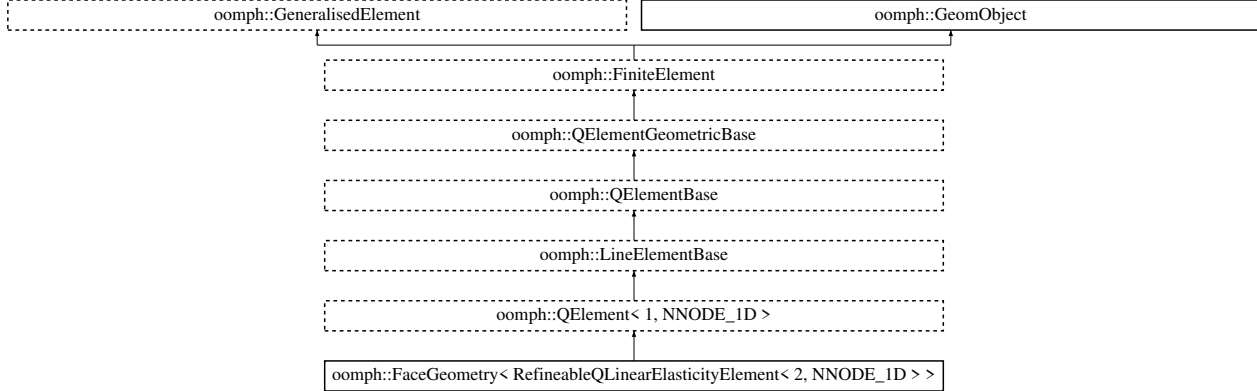 oomph::GeneralisedElement
oomph::GeomObject
oomph::FiniteElement
oomph::QElementGeometricBase
oomph::QElementBase
oomph::LineElementBase
oomph::QElement< 1, NNODE_1D >
oomph::FaceGeometry< RefineableQLinearElasticityElement< 2, NNODE_1D > >